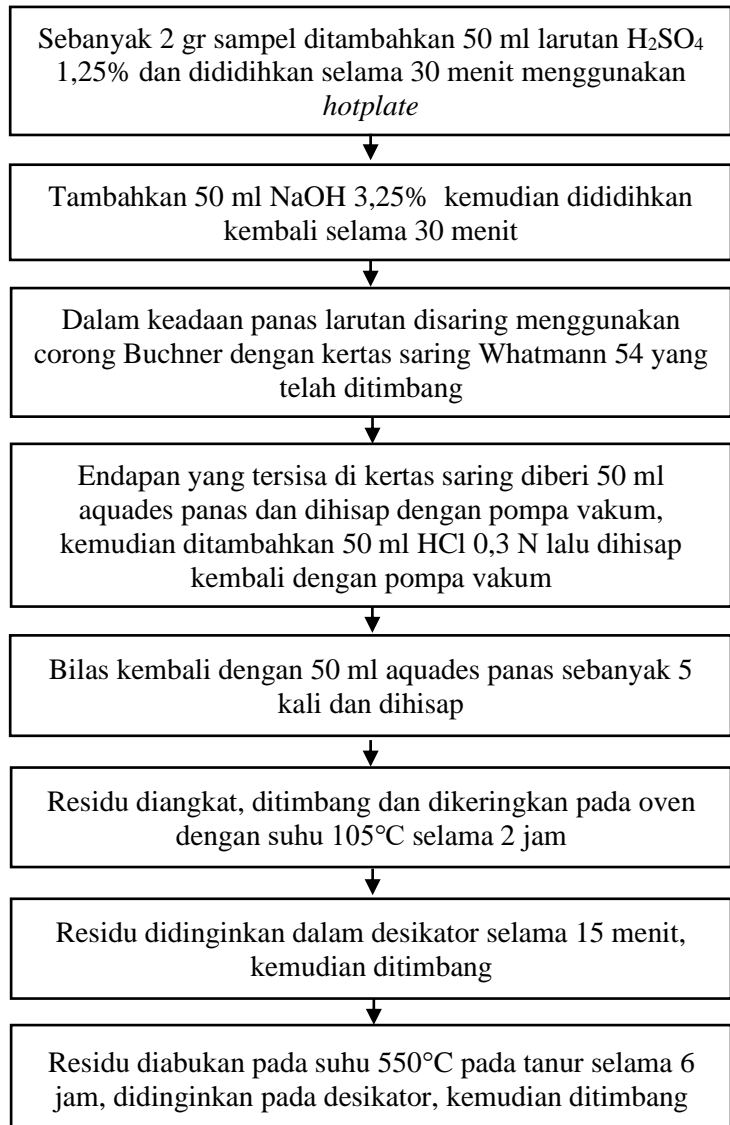 Sebanyak 2 gr sampel ditambahkan 50 ml larutan H₂SO₄
1,25% dan dididihkan selama 30 menit menggunakan
hotplate
Tambahkan 50 ml NaOH 3,25% kemudian dididihkan
kembali selama 30 menit
Dalam keadaan panas larutan disaring menggunakan
corong Buchner dengan kertas saring Whatmann 54 yang
telah ditimbang
Endapan yang tersisa di kertas saring diberi 50 ml
aquades panas dan dihisap dengan pompa vakum,
kemudian ditambahkan 50 ml HCl 0,3 N lalu dihisap
kembali dengan pompa vakum
Bilas kembali dengan 50 ml aquades panas sebanyak 5
kali dan dihisap
Residu diangkat, ditimbang dan dikeringkan pada oven
dengan suhu 105°C selama 2 jam
Residu didinginkan dalam desikator selama 15 menit,
kemudian ditimbang
Residu diabukan pada suhu 550°C pada tanur selama 6
jam, didinginkan pada desikator, kemudian ditimbang